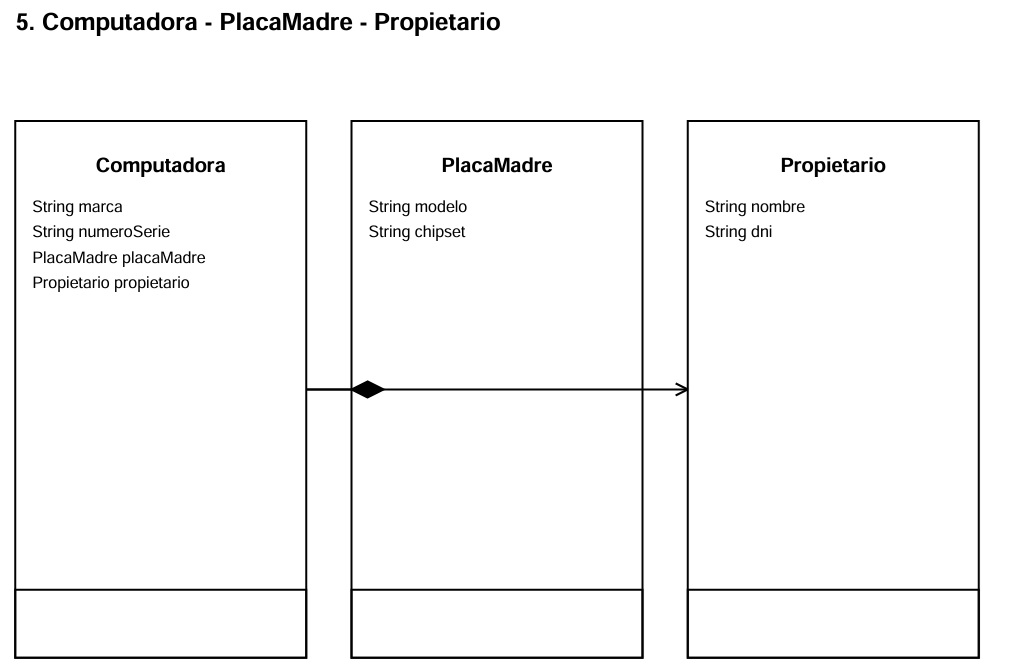 5. Computadora - PlacaMadre - Propietario
Computadora
String marca
String numeroSerie
PlacaMadre placaMadre
Propietario propietario
PlacaMadre
String modelo
String chipset
Propietario
String nombre
String dni